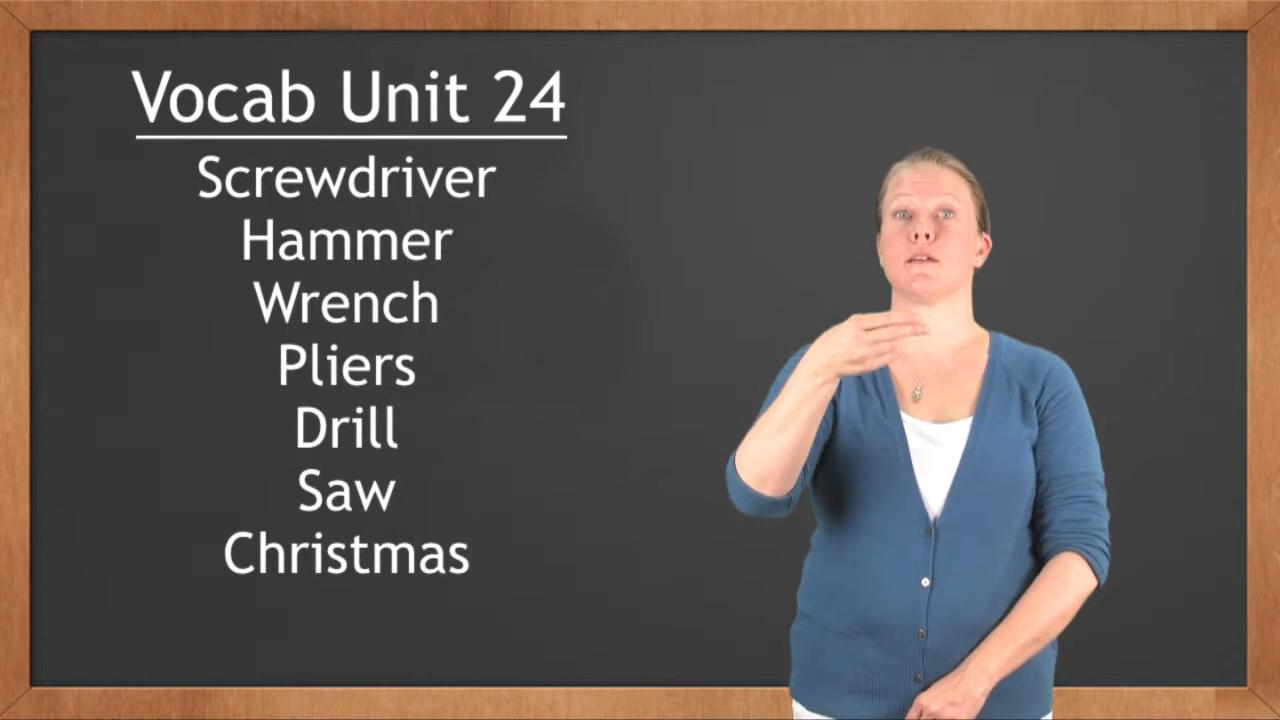 Vocab Unit 24
Screwdriver
Hammer
Wrench
Pliers
Drill
Saw
Christmas